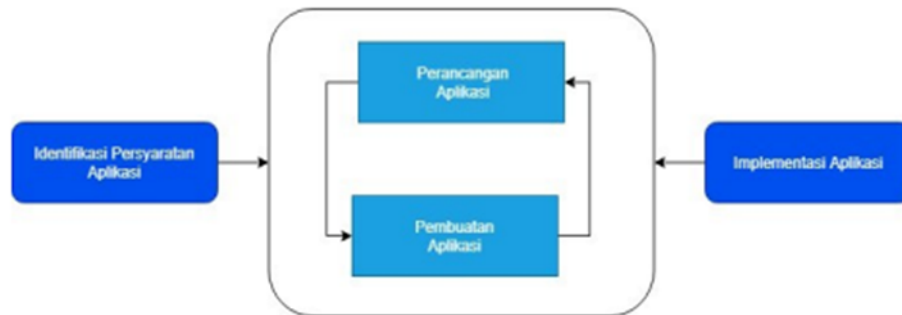 Perancangan
Aplikasi
Identifikasi Persyaratan
Aplikasi
Implementasi Aplikasi
Pembuatan
Aplikasi